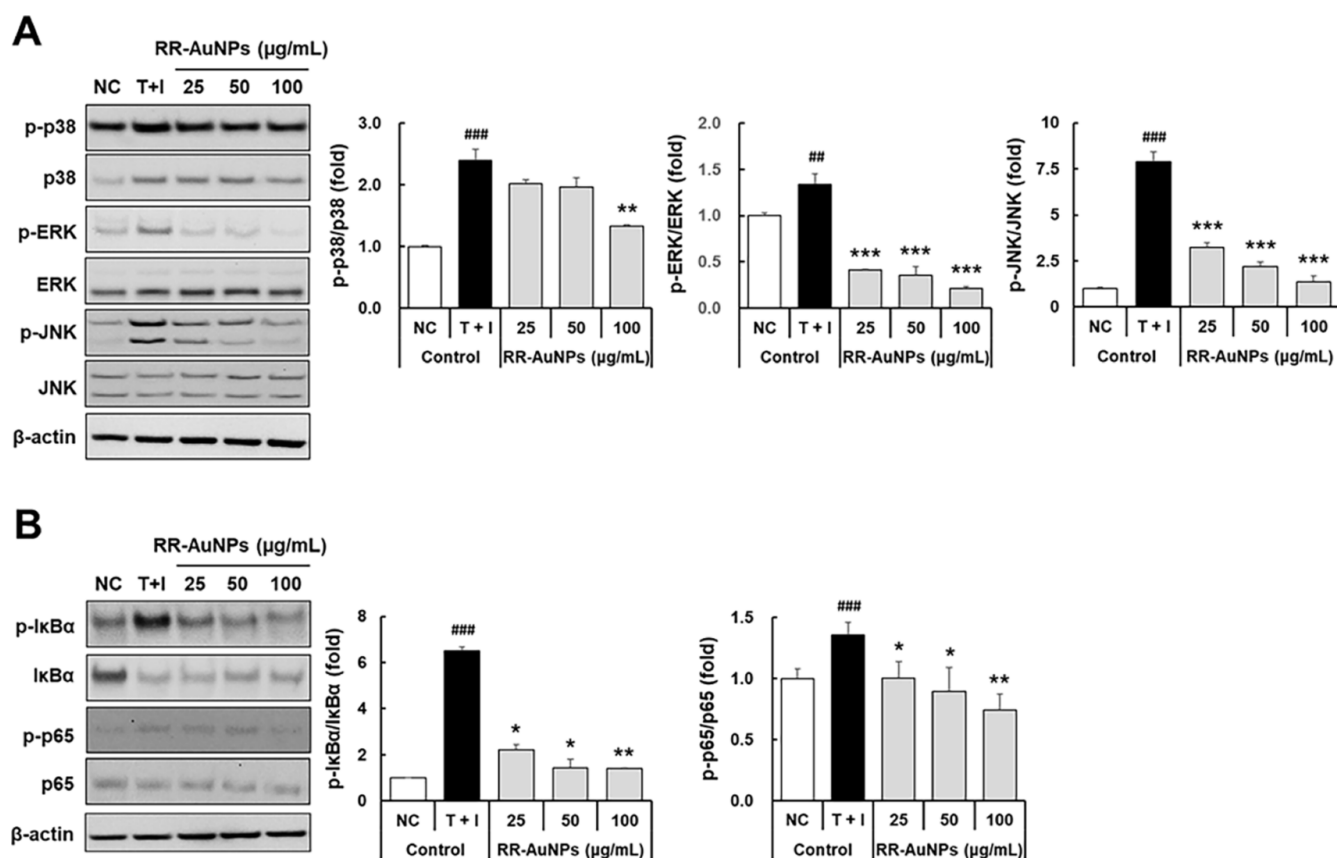 A
RR-AuNPs (µg/mL)
NC T+I 25 50 100
p-p38
p38
p-ERK
ERK
p-JNK
JNK
β-actin
p-p38/p38 (fold)
3.0
2.0
1.0
0.0
###
**
NC T + I 25 50 100
Control RR-AuNPs (µg/mL)
p-ERK/ERK (fold)
2.0
1.5
1.0
0.5
0.0
##
*** *** ***
NC T + I 25 50 100
Control RR-AuNPs (µg/mL)
p-JNK/JNK (fold)
10
7.5
5
2.5
0
###
*** *** ***
NC T + I 25 50 100
Control RR-AuNPs (µg/mL)
B
RR-AuNPs (µg/mL)
NC T+I 25 50 100
p-IκBα
IκBα
p-p65
p65
β-actin
p-IκBα/IκBα (fold)
8
6
4
2
0
###
* * **
NC T + I 25 50 100
Control RR-AuNPs (µg/mL)
p-p65/p65 (fold)
1.5
1.0
0.5
0.0
###
* * **
NC T + I 25 50 100
Control RR-AuNPs (µg/mL)